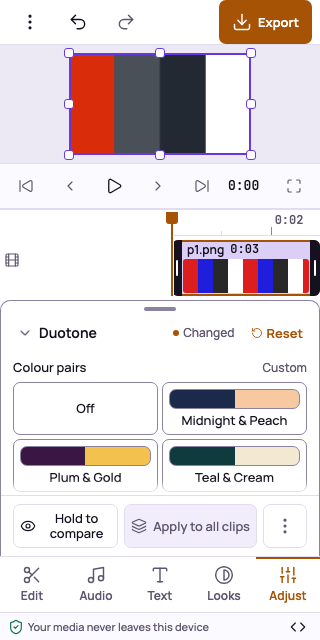 Export
0:00
0:02
p1.png 0:03
Duotone
Changed
Reset
Colour pairs
Custom
Off
Midnight & Peach
Plum & Gold
Teal & Cream
Hold to
compare
Apply to all clips
Edit
Audio
Text
Looks
Adjust
Your media never leaves this device